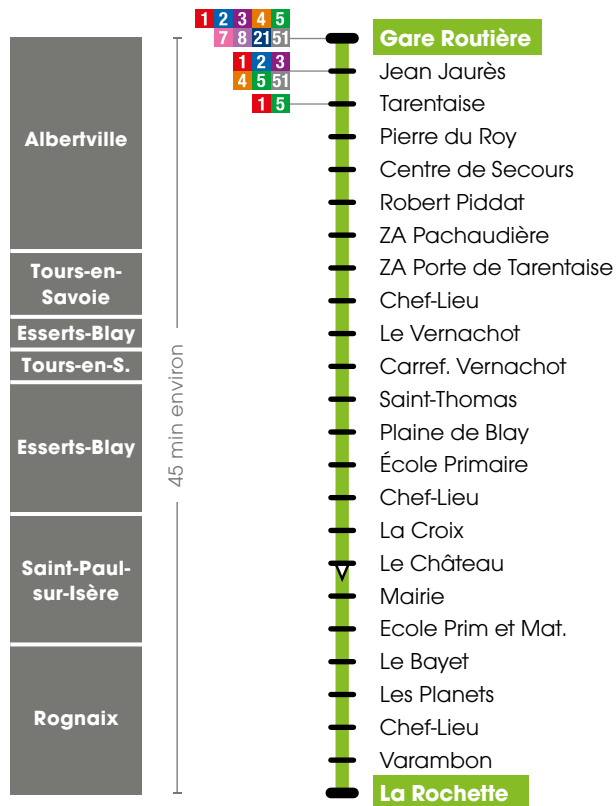 1 2 3 4 5
7 8 21 51
Gare Routière
1 2 3
4 5 51
Jean Jaurès
1 5
Tarentaise
Pierre du Roy
Albertville
Centre de Secours
Robert Piddat
ZA Pachaudière
ZA Porte de Tarentaise
Tours-en-
Savoie
Chef-Lieu
Esserts-Blay
Le Vernachot
Tours-en-S.
Carref. Vernachot
Saint-Thomas
Plaine de Blay
45 min environ
Esserts-Blay
École Primaire
Chef-Lieu
La Croix
Saint-Paul-
sur-Isère
Le Château
Mairie
Ecole Prim et Mat.
Le Bayet
Les Planets
Rognaix
Chef-Lieu
Varambon
La Rochette